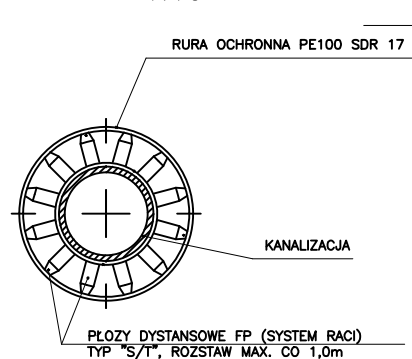 RURA OCHRONNA PE100 SDR 17
KANALIZACJA
PŁOZY DYSTANSOWE FP (SYSTEM RACI)
TYP "S/T", ROZSTAW MAX. CO 1,0m